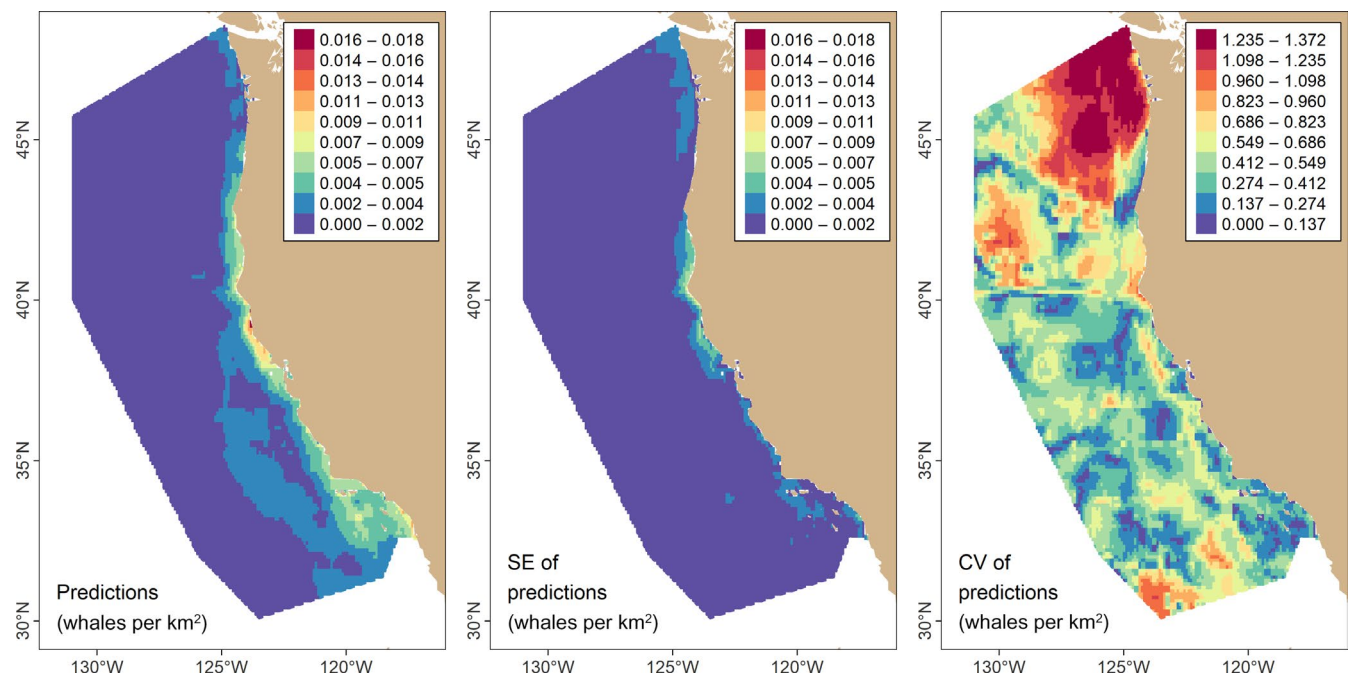 0.016 – 0.018
0.014 – 0.016
0.013 – 0.014
0.011 – 0.013
0.009 – 0.011
0.007 – 0.009
0.005 – 0.007
0.004 – 0.005
0.002 – 0.004
0.000 – 0.002
45°N
40°N
35°N
30°N
Predictions
(whales per km²)
130°W 125°W 120°W
0.016 – 0.018
0.014 – 0.016
0.013 – 0.014
0.011 – 0.013
0.009 – 0.011
0.007 – 0.009
0.005 – 0.007
0.004 – 0.005
0.002 – 0.004
0.000 – 0.002
45°N
40°N
35°N
30°N
SE of
predictions
(whales per km²)
130°W 125°W 120°W
1.235 – 1.372
1.098 – 1.235
0.960 – 1.098
0.823 – 0.960
0.686 – 0.823
0.549 – 0.686
0.412 – 0.549
0.274 – 0.412
0.137 – 0.274
0.000 – 0.137
45°N
40°N
35°N
30°N
CV of
predictions
(whales per km²)
130°W 125°W 120°W